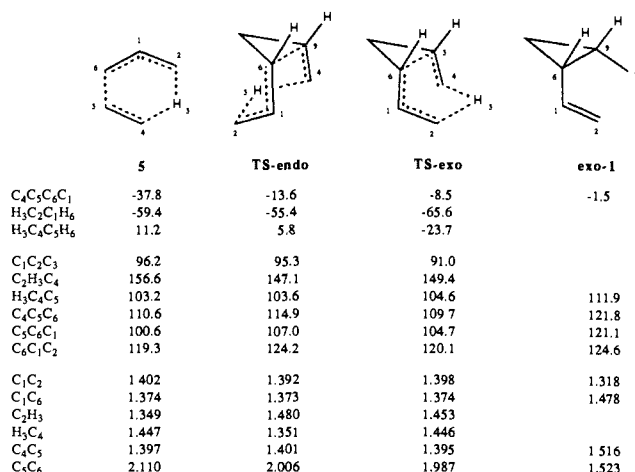 H
H
H
H
H
1
2
6
H
3
5
4
9
6
4
3
H
1
2
5
6
4
H
3
1
2
9
6
1
2
5 TS-endo TS-exo exo-1
C4C5C6C1 -37.8 -13.6 -8.5 -1.5
H3C2C1H6 -59.4 -55.4 -65.6
H3C4C5H6 11.2 5.8 -23.7
C1C2C3 96.2 95.3 91.0
C2H3C4 156.6 147.1 149.4
H3C4C5 103.2 103.6 104.6 111.9
C4C5C6 110.6 114.9 109 7 121.8
C5C6C1 100.6 107.0 104.7 121.1
C6C1C2 119.3 124.2 120.1 124.6
C1C2 1 402 1.392 1.398 1.318
C1C6 1.374 1.373 1.374 1.478
C2H3 1.349 1.480 1.453
H3C4 1.447 1.351 1.446
C4C5 1.397 1.401 1.395 1 516
C5C6 2.110 2.006 1.987 1.523